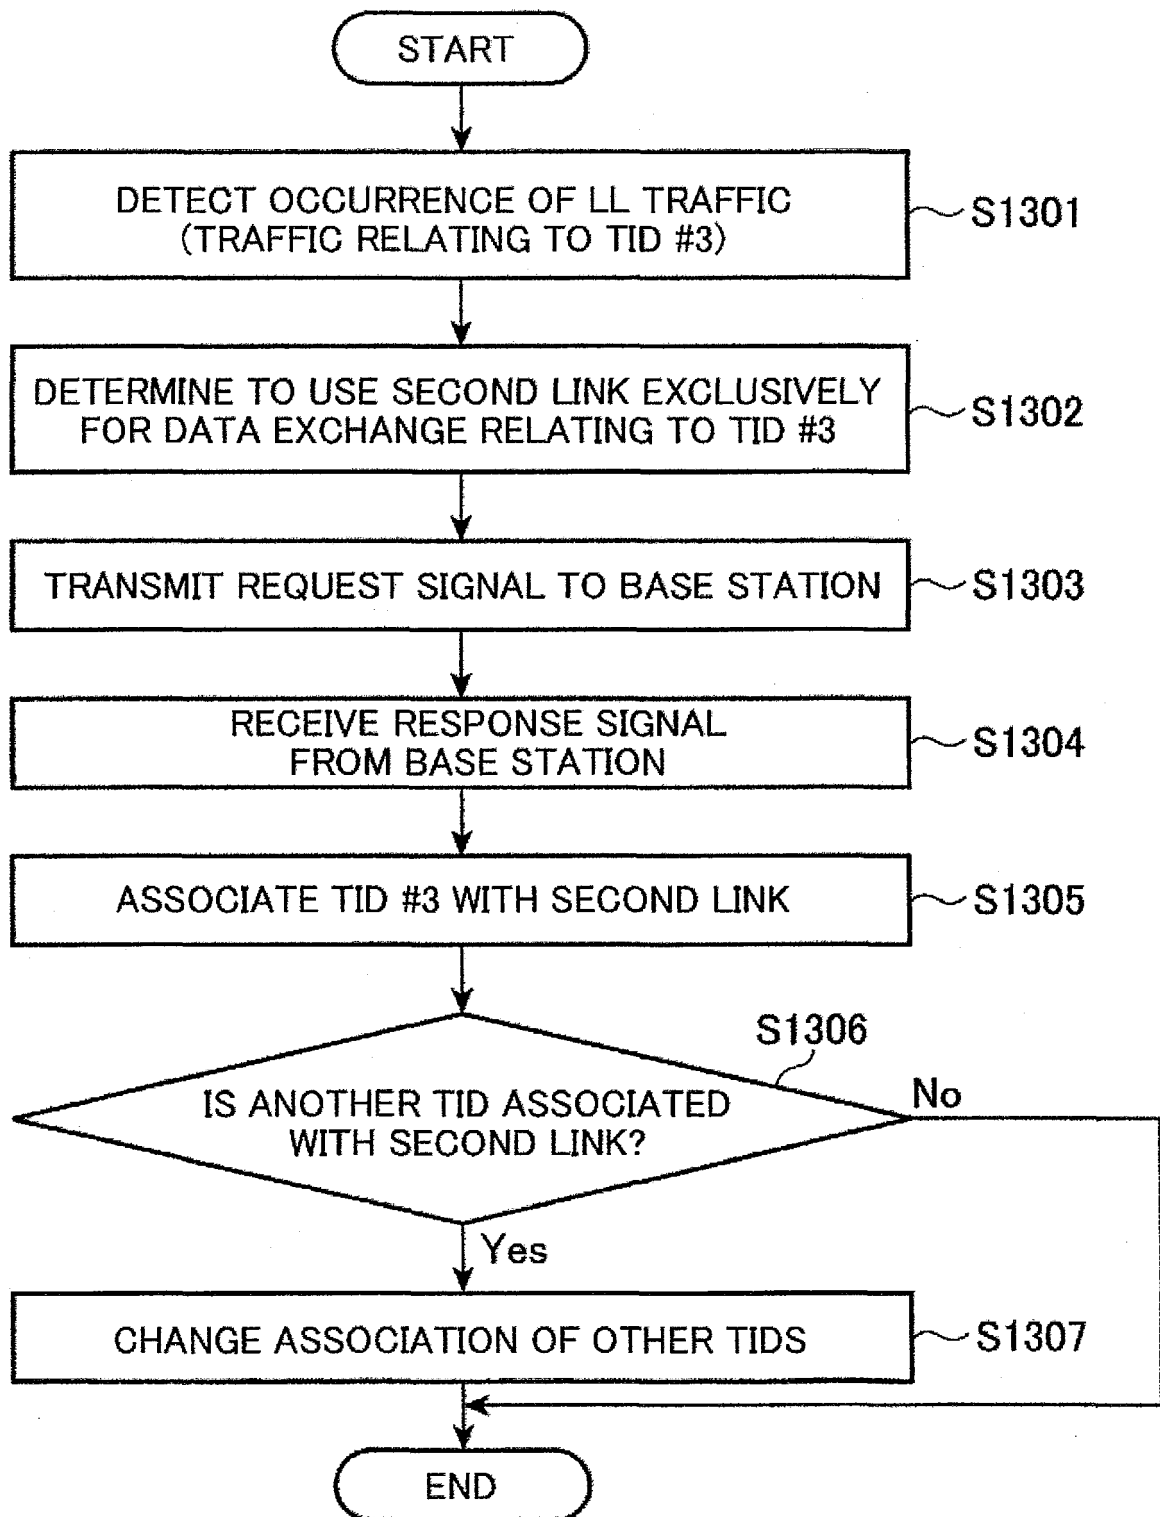 START
DETECT OCCURRENCE OF LL TRAFFIC
(TRAFFIC RELATING TO TID #3)
S1301
DETERMINE TO USE SECOND LINK EXCLUSIVELY
FOR DATA EXCHANGE RELATING TO TID #3
S1302
TRANSMIT REQUEST SIGNAL TO BASE STATION
S1303
RECEIVE RESPONSE SIGNAL
FROM BASE STATION
S1304
ASSOCIATE TID #3 WITH SECOND LINK
S1305
S1306
IS ANOTHER TID ASSOCIATED
WITH SECOND LINK?
No
Yes
CHANGE ASSOCIATION OF OTHER TIDS
S1307
END